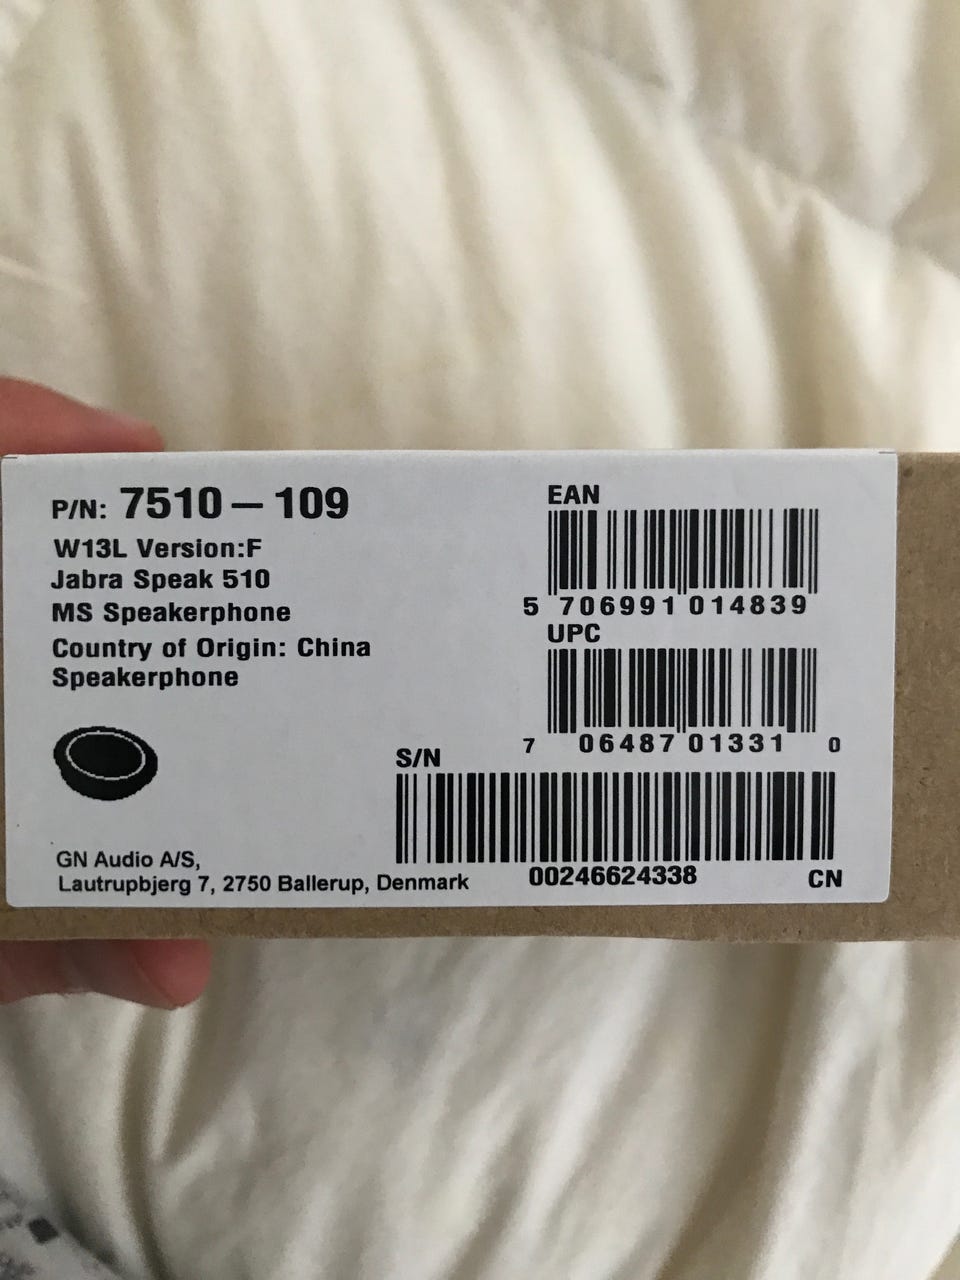 P/N: 7510 – 109
W13L Version:F
Jabra Speak 510
MS Speakerphone
Country of Origin: China
Speakerphone
GN Audio A/S,
Lautrupbjerg 7, 2750 Ballerup, Denmark
EAN
5 706991 014839
UPC
7 06487 01331 0
S/N
00246624338 CN